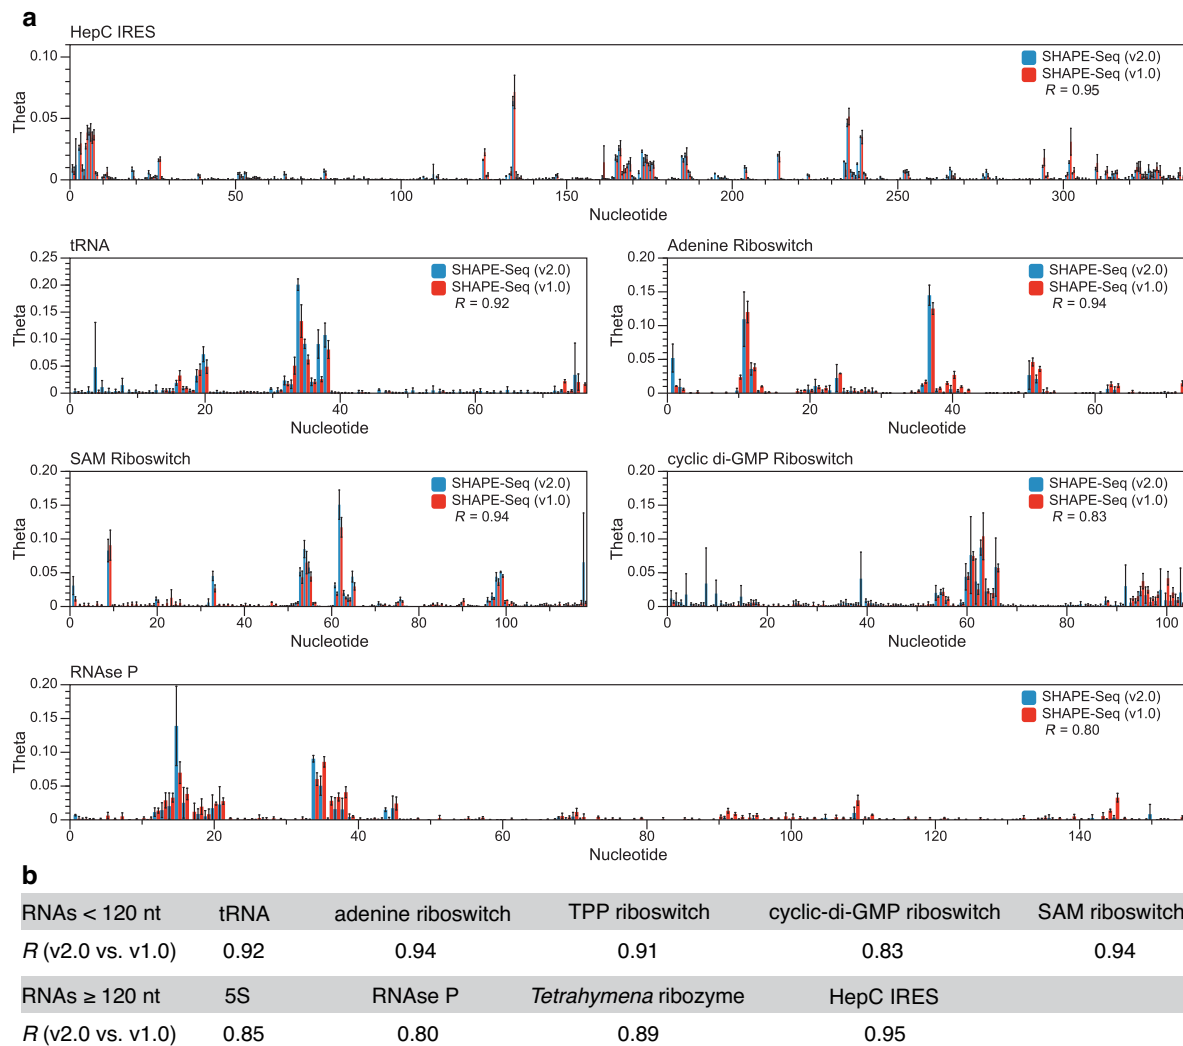 a
HepC IRES
SHAPE-Seq (v2.0)
SHAPE-Seq (v1.0)
R = 0.95
Theta
0.10
0.05
0
0 50 100 150 200 250 300
Nucleotide
tRNA
SHAPE-Seq (v2.0)
SHAPE-Seq (v1.0)
R = 0.92
Theta
0.25
0.20
0.15
0.10
0.05
0
0 20 40 60
Nucleotide
Adenine Riboswitch
SHAPE-Seq (v2.0)
SHAPE-Seq (v1.0)
R = 0.94
Theta
0.20
0.15
0.10
0.05
0
0 20 40 60
Nucleotide
SAM Riboswitch
SHAPE-Seq (v2.0)
SHAPE-Seq (v1.0)
R = 0.94
Theta
0.20
0.15
0.10
0.05
0
0 20 40 60 80 100
Nucleotide
cyclic di-GMP Riboswitch
SHAPE-Seq (v2.0)
SHAPE-Seq (v1.0)
R = 0.83
Theta
0.20
0.15
0.10
0.05
0
0 20 40 60 80 100
Nucleotide
RNAse P
SHAPE-Seq (v2.0)
SHAPE-Seq (v1.0)
R = 0.80
Theta
0.20
0.15
0.10
0.05
0
0 20 40 60 80 100 120 140
Nucleotide
b
RNAs < 120 nt tRNA adenine riboswitch TPP riboswitch cyclic-di-GMP riboswitch SAM riboswitch
R (v2.0 vs. v1.0) 0.92 0.94 0.91 0.83 0.94
RNAs ≥ 120 nt 5S RNAse P Tetrahymena ribozyme HepC IRES
R (v2.0 vs. v1.0) 0.85 0.80 0.89 0.95